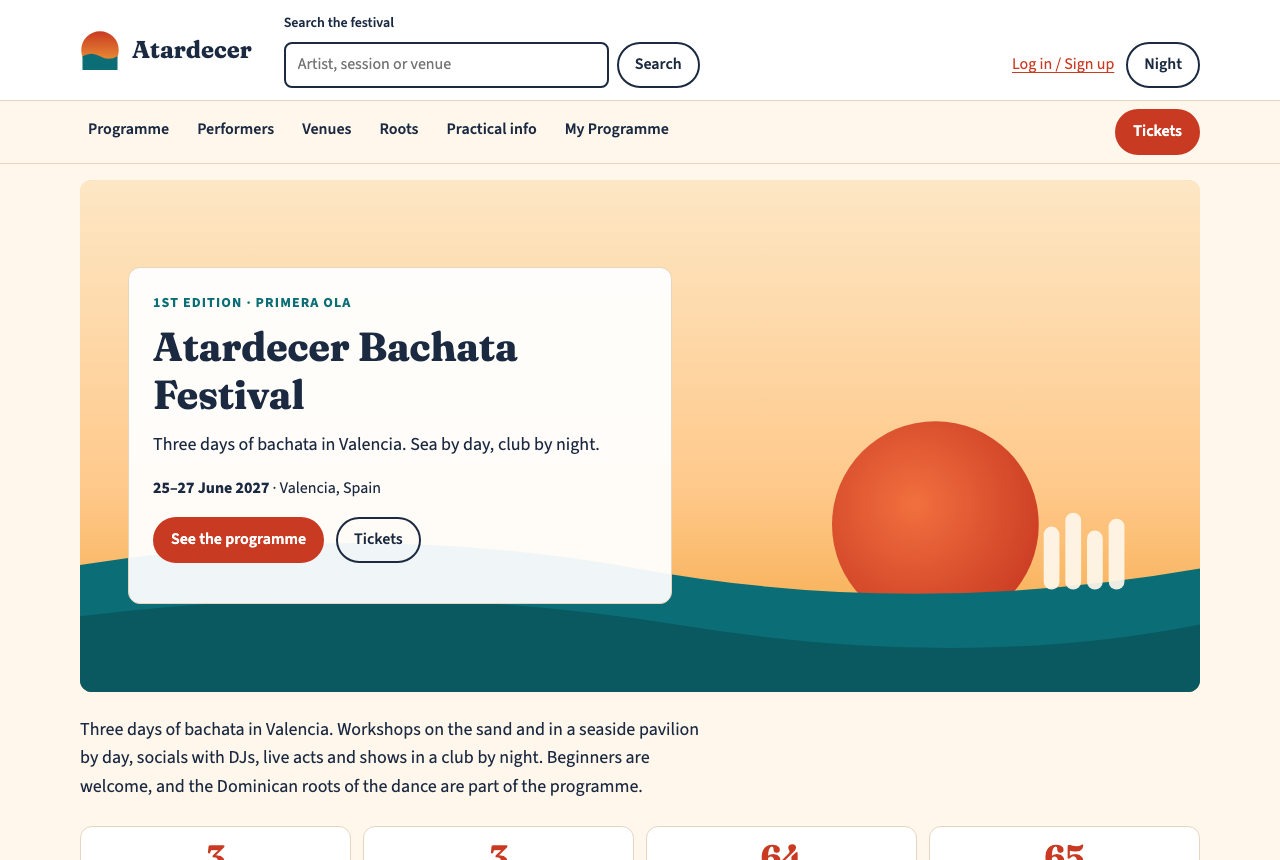 Search the festival
Atardecer
Artist, session or venue
Search
Log in / Sign up
Night
Programme
Performers
Venues
Roots
Practical info
My Programme
Tickets
1ST EDITION · PRIMERA OLA
Atardecer Bachata
Festival
Three days of bachata in Valencia. Sea by day, club by night.
25–27 June 2027 · Valencia, Spain
See the programme
Tickets
Three days of bachata in Valencia. Workshops on the sand and in a seaside pavilion
by day, socials with DJs, live acts and shows in a club by night. Beginners are
welcome, and the Dominican roots of the dance are part of the programme.
3
3
64
65